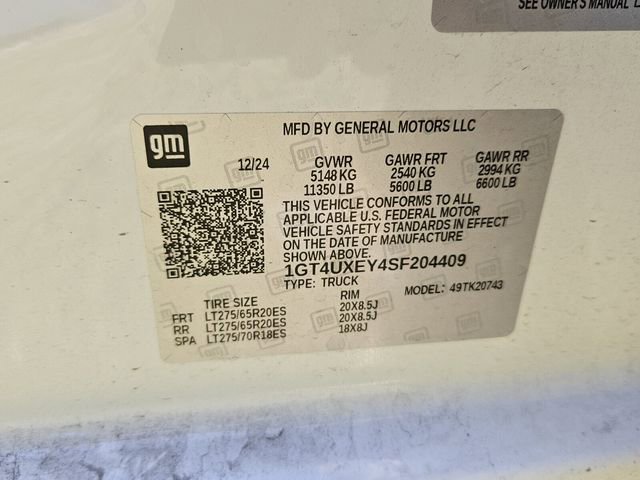 SEE OWNER'S MANUAL
gm
MFD BY GENERAL MOTORS LLC
12/24 GVWR GAWR FRT GAWR RR
5148 KG 2540 KG 2994 KG
11350 LB 5600 LB 6600 LB
THIS VEHICLE CONFORMS TO ALL
APPLICABLE U.S. FEDERAL MOTOR
VEHICLE SAFETY STANDARDS IN EFFECT
ON THE DATE OF MANUFACTURE
SHOWN ABOVE.
1GT4UXEY4SF204409
TYPE: TRUCK MODEL: 49TK20743
TIRE SIZE RIM
FRT LT275/65R20ES 20X8.5J
RR LT275/65R20ES 20X8.5J
SPA LT275/70R18ES 18X8J